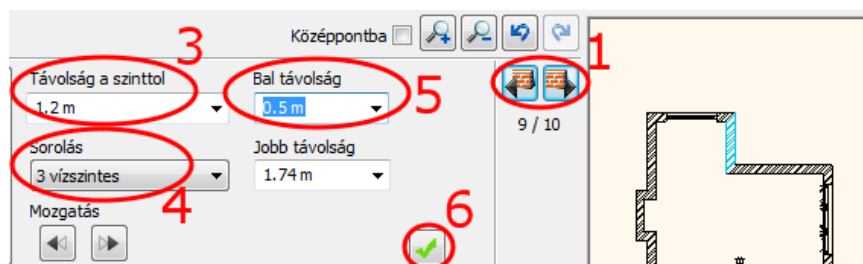 Középpontba
3
1
Távolság a szinttol
Bal távolság
1.2 m
0.5 m
5
9 / 10
Sorolás
Jobb távolság
3 vízszintes
1.74 m
4
6
Mozgatás